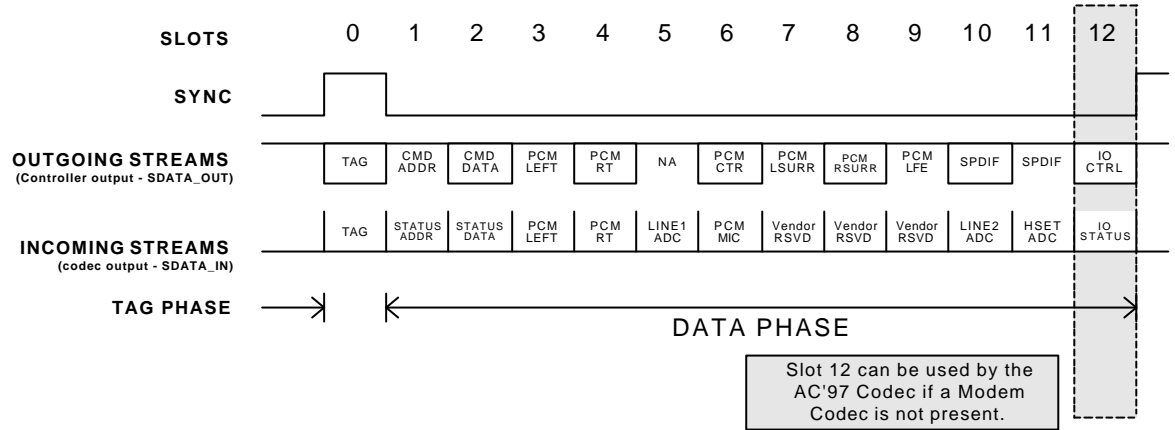 SLOTS 0 1 2 3 4 5 6 7 8 9 10 11 12
SYNC
OUTGOING STREAMS
(Controller output - SDATA_OUT)
TAG
CMD
ADDR
CMD
DATA
PCM
LEFT
PCM
RT
NA
PCM
CTR
PCM
LSURR
PCM
RSURR
PCM
LFE
SPDIF
SPDIF
IO
CTRL
INCOMING STREAMS
(codec output - SDATA_IN)
TAG
STATUS
ADDR
STATUS
DATA
PCM
LEFT
PCM
RT
LINE1
ADC
PCM
MIC
Vendor
RSVD
Vendor
RSVD
Vendor
RSVD
LINE2
ADC
HSET
ADC
IO
STATUS
TAG PHASE
DATA PHASE
Slot 12 can be used by the
AC'97 Codec if a Modem
Codec is not present.